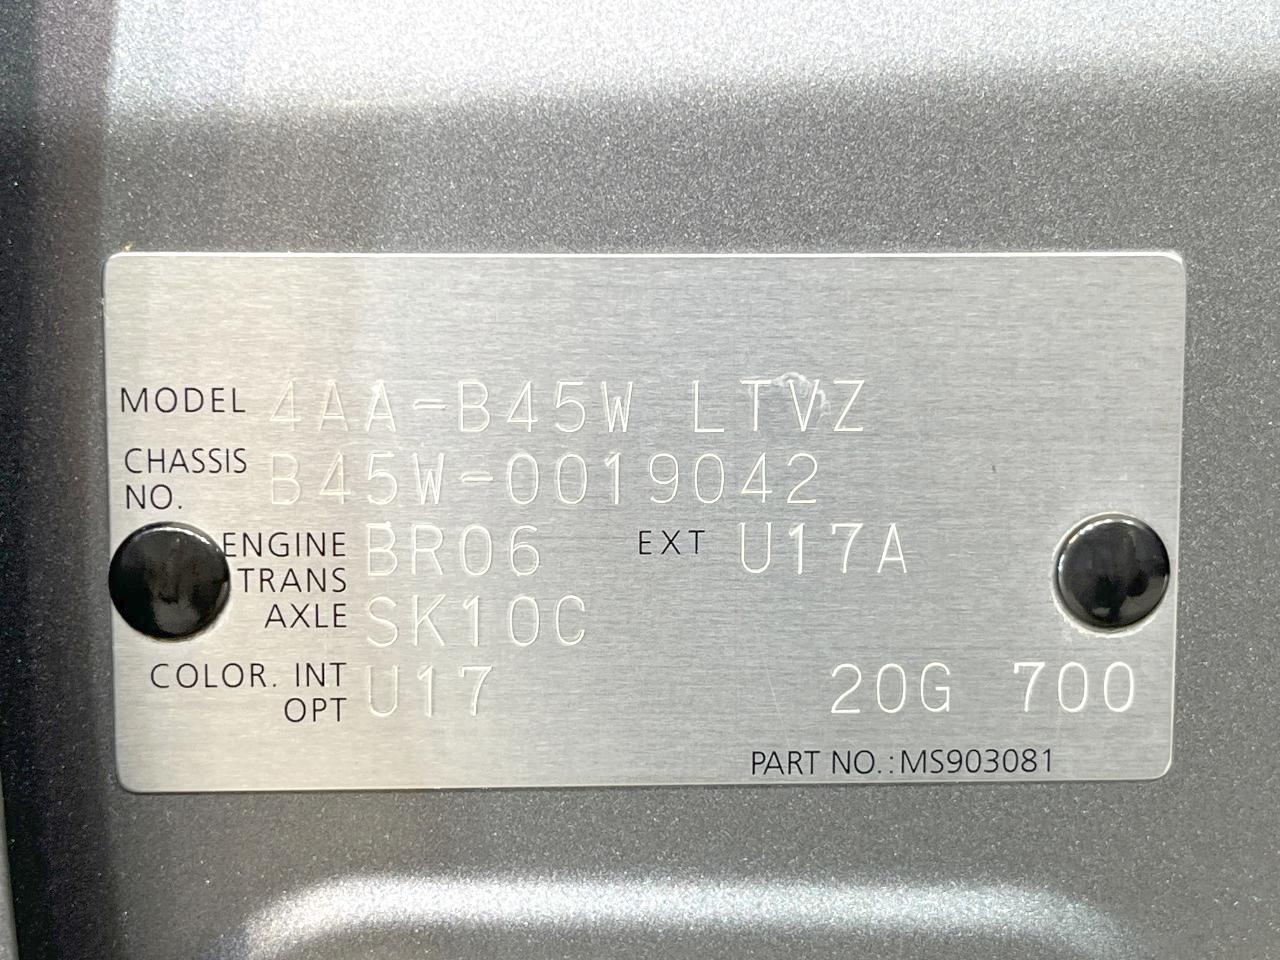 MODEL 4AA-B45W LTVZ
CHASSIS NO. B45W-0019042
ENGINE BR06 EXT U17A
TRANS AXLE SK10C
COLOR. INT OPT U17 20G 700
PART NO.: MS903081